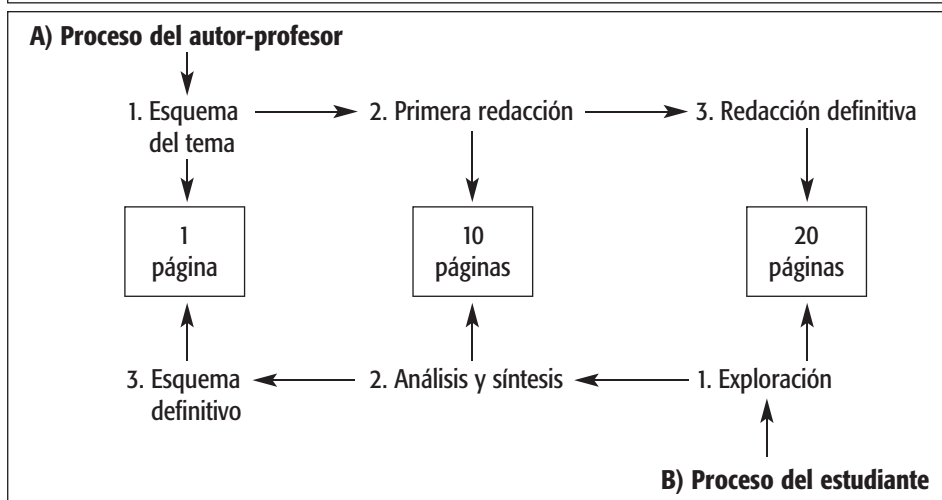 A) Proceso del autor-profesor
1. Esquema
del tema
2. Primera redacción
3. Redacción definitiva
1
página
10
páginas
20
páginas
3. Esquema
definitivo
2. Análisis y síntesis
1. Exploración
B) Proceso del estudiante